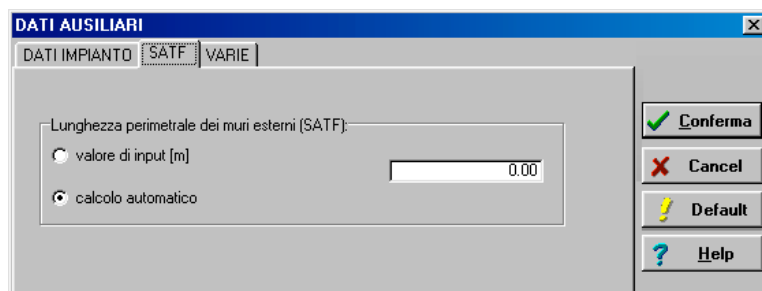 DATI AUSILIARI
DATI IMPIANTO SATF VARIE
Lunghezza perimetrale dei muri esterni (SATF):
valore di input [m]
0.00
calcolo automatico
Conferma
Cancel
Default
Help